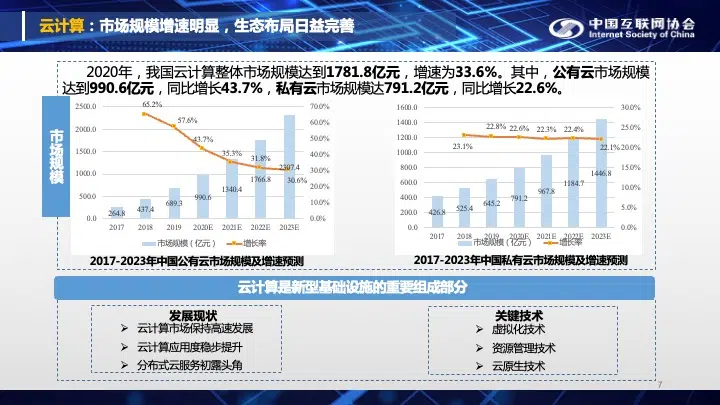 云计算：市场规模增速明显，生态布局日益完善
中国互联网协会
Internet Society of China
2020年，我国云计算整体市场规模达到1781.8亿元，增速为33.6%。其中，公有云市场规模
达到990.6亿元，同比增长43.7%，私有云市场规模达791.2亿元，同比增长22.6%。
市场规模
2500.0
2000.0
1500.0
1000.0
500.0
0.0
70.0%
60.0%
50.0%
40.0%
30.0%
20.0%
10.0%
0.0%
65.2%
57.6%
43.7%
35.3%
31.8%
30.6%
264.8
437.4
689.3
990.6
1340.4
1766.8
2307.4
2017
2018
2019
2020E
2021E
2022E
2023E
市场规模（亿元）
增长率
2017-2023年中国公有云市场规模及增速预测
1600.0
1400.0
1200.0
1000.0
800.0
600.0
400.0
200.0
0.0
30.0%
25.0%
20.0%
15.0%
10.0%
5.0%
0.0%
23.1%
22.8%
22.6%
22.3%
22.4%
22.1%
426.8
525.4
645.2
791.2
967.8
1184.7
1446.8
2017
2018
2019
2020E
2021E
2022E
2023E
市场规模（亿元）
增长率
2017-2023年中国私有云市场规模及增速预测
云计算是新型基础设施的重要组成部分
发展现状
云计算市场保持高速发展
云计算应用度稳步提升
分布式云服务初露头角
关键技术
虚拟化技术
资源管理技术
云原生技术
7